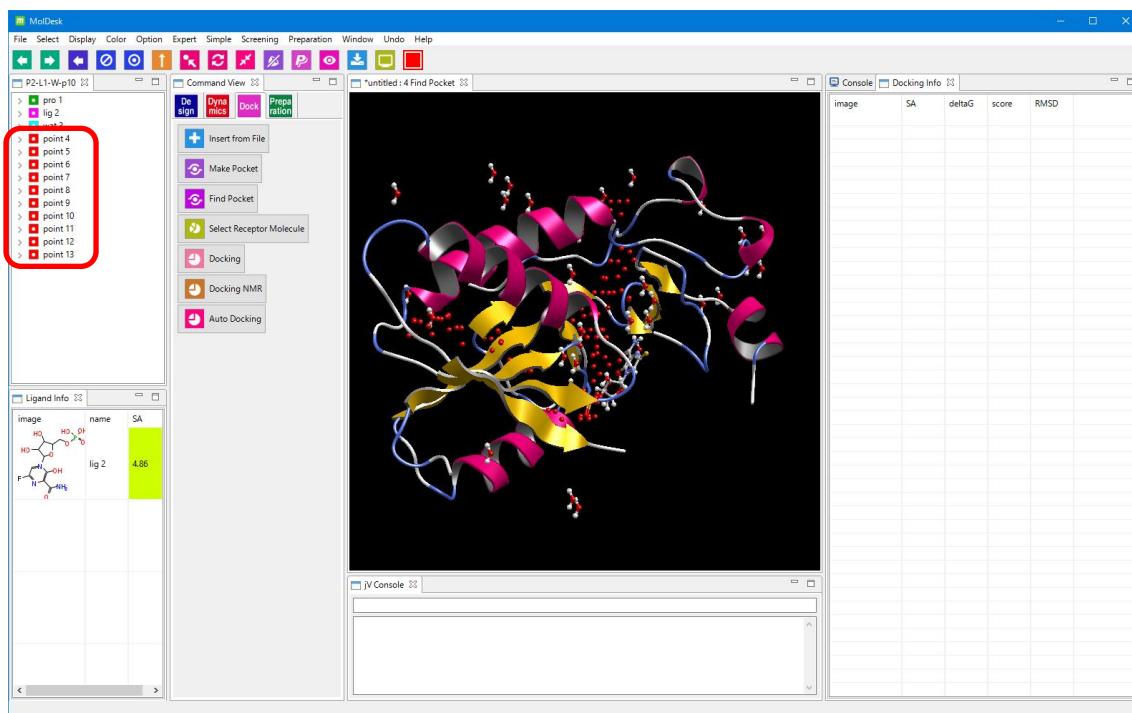 MolDesk
File Select Display Color Option Expert Simple Screening Preparation Window Undo Help
P2-L1-W-p10
pro 1
lig 2
point 4
point 5
point 6
point 7
point 8
point 9
point 10
point 11
point 12
point 13
Command View
De
sign
Dyna
mics
Dock
Prepa
ration
Insert from File
Make Pocket
Find Pocket
Select Receptor Molecule
Docking
Docking NMR
Auto Docking
*untitled : 4 Find Pocket
Console Docking Info
image SA deltaG score RMSD
Ligand Info
image name SA
lig 2 4.86
jV Console